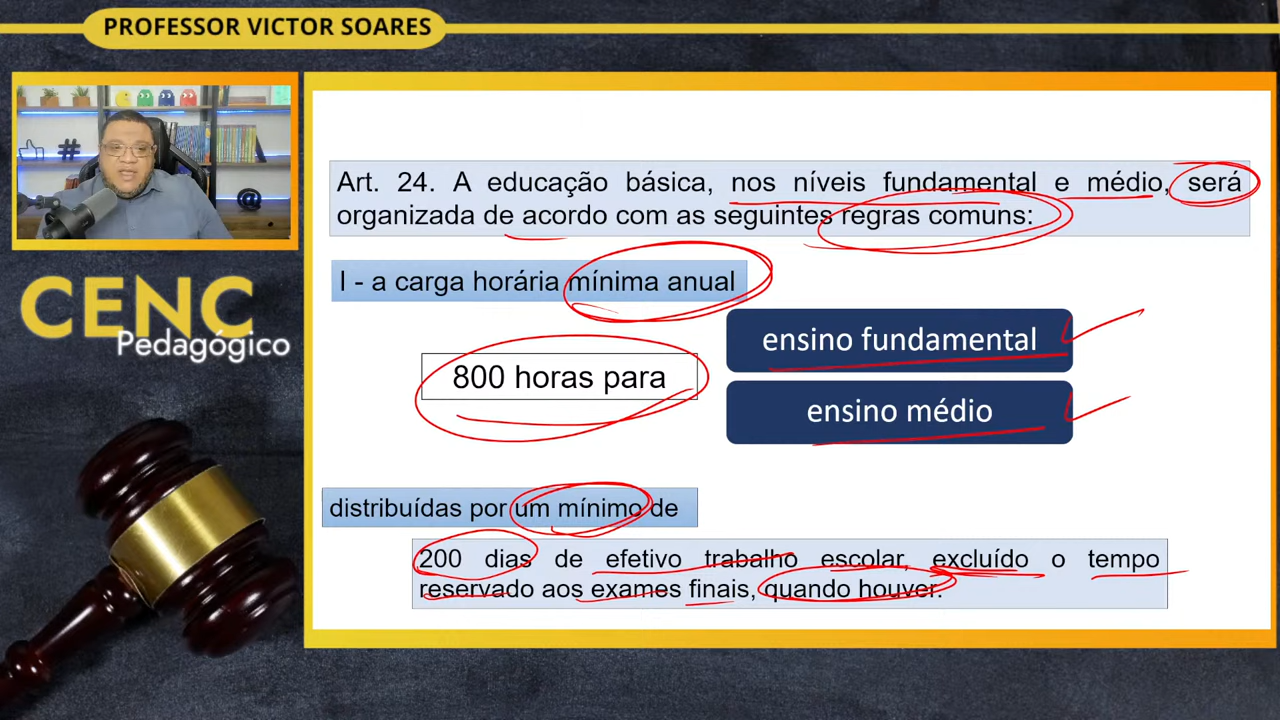 PROFESSOR VICTOR SOARES
CENC
Pedagógico
Art. 24. A educação básica, nos níveis fundamental e médio, será
organizada de acordo com as seguintes regras comuns:
I - a carga horária mínima anual
800 horas para
ensino fundamental
ensino médio
distribuídas por um mínimo de
200 dias de efetivo trabalho escolar, excluído o tempo
reservado aos exames finais, quando houver.